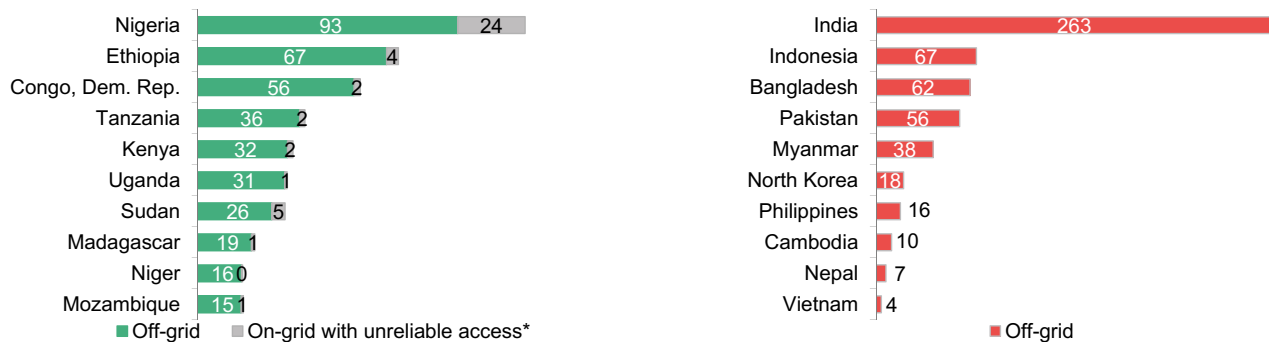 Nigeria 93 24
Ethiopia 67 4
Congo, Dem. Rep. 56 2
Tanzania 36 2
Kenya 32 2
Uganda 31 1
Sudan 26 5
Madagascar 19 1
Niger 16 0
Mozambique 15 1
Off-grid On-grid with unreliable access*
India 263
Indonesia 67
Bangladesh 62
Pakistan 56
Myanmar 38
North Korea 18
Philippines 16
Cambodia 10
Nepal 7
Vietnam 4
Off-grid